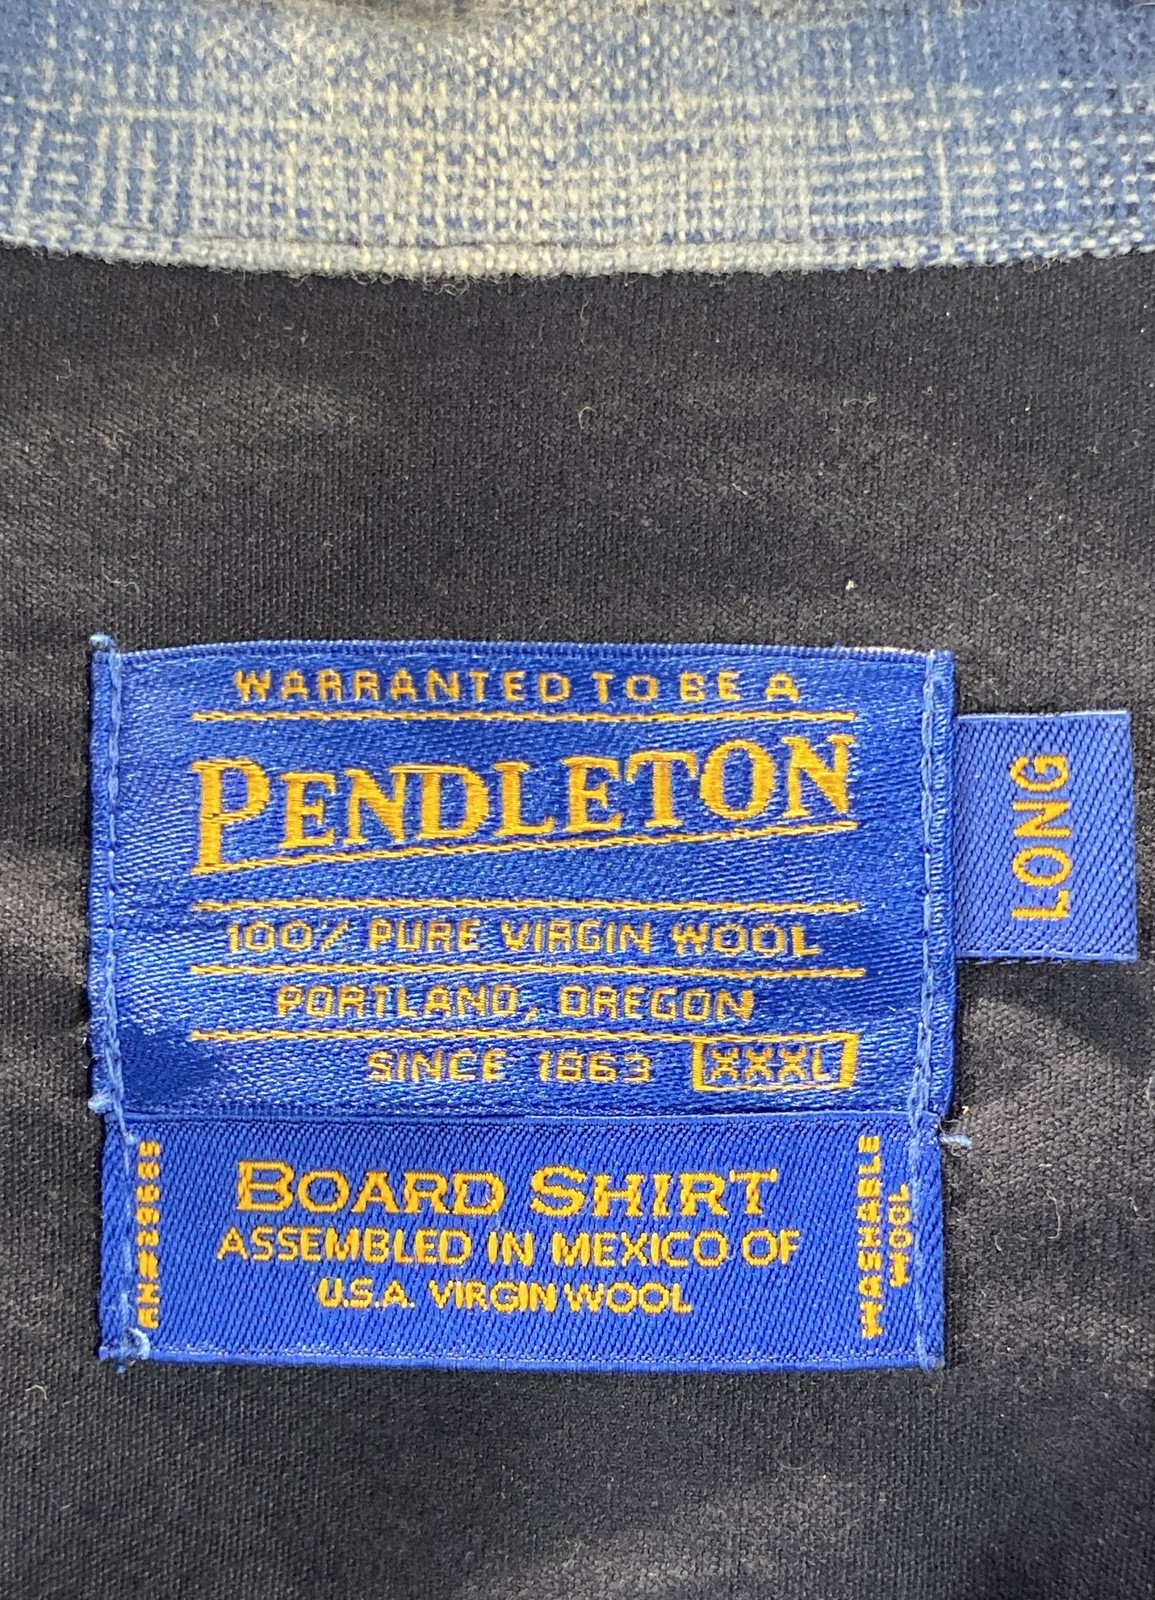 WARRANTED TO BE A
PENDLETON
100% PURE VIRGIN WOOL
PORTLAND, OREGON
SINCE 1863 XXXL
LONG
BOARD SHIRT
ASSEMBLED IN MEXICO OF
U.S.A. VIRGIN WOOL
WASHABLE
WOOL